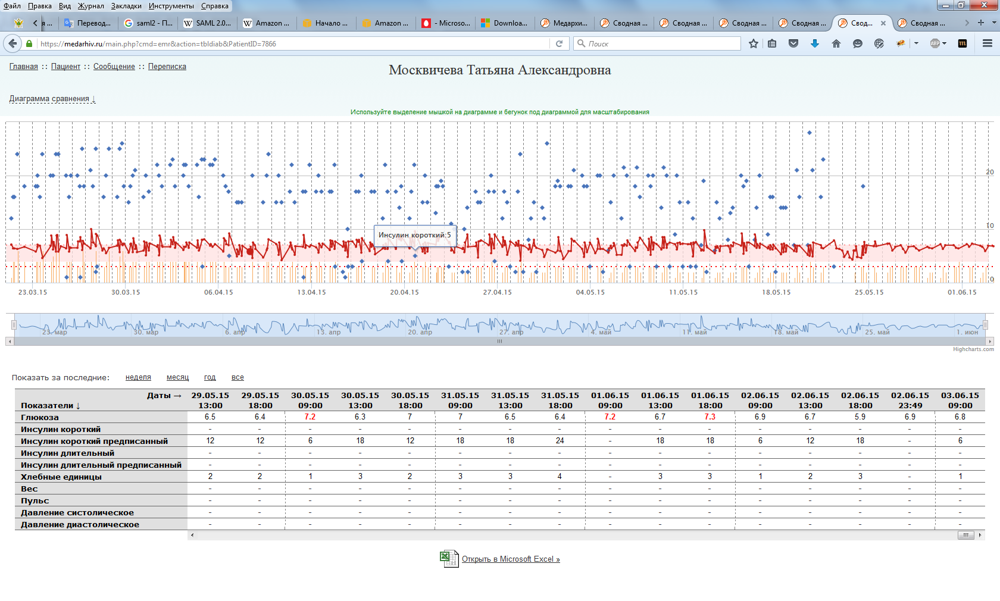 Файл Правка Вид Журнал Закладки Инструменты Справка
я ... Перевод... saml2 - П... SAML 2.0... Amazon ... Начало ... Amazon ... - Microso... Downloa... Медархи... Сводная ... Сводная ... Сводная ... Сводная ... Свод... Сводная ...
https://medarhiv.ru/main.php?cmd=emr&action=tbldiab&PatientID=7866 Поиск ABP m
Главная :: Пациент :: Сообщение :: Переписка
Москвичева Татьяна Александровна
Диаграмма сравнения ↓
Используйте выделение мышкой на диаграмме и бегунок под диаграммой для масштабирования
20
10
Инсулин короткий:5
0
23.03.15 30.03.15 06.04.15 13.04.15 20.04.15 27.04.15 04.05.15 11.05.15 18.05.15 25.05.15 01.06.15
23. мар 30. мар 6. апр 13. апр 20. апр 27. апр 4. май 11. май 18. май 25. май 1. июн
Highcharts.com
Показать за последние: неделя месяц год все
Даты → 29.05.15 29.05.15 30.05.15 30.05.15 30.05.15 31.05.15 31.05.15 31.05.15 01.06.15 01.06.15 01.06.15 02.06.15 02.06.15 02.06.15 02.06.15 03.06.15
Показатели ↓ 13:00 18:00 09:00 13:00 18:00 09:00 13:00 18:00 09:00 13:00 18:00 09:00 13:00 18:00 23:49 09:00
Глюкоза 6.5 6.4 7.2 6.3 7 7 6.5 6.4 7.2 6.7 7.3 6.9 6.7 5.9 6.9 6.8
Инсулин короткий - - - - - - - - - - - - - - - -
Инсулин короткий предписанный 12 12 6 18 12 18 18 24 - 18 18 6 12 18 - 6
Инсулин длительный - - - - - - - - - - - - - - - -
Инсулин длительный предписанный - - - - - - - - - - - - - - - -
Хлебные единицы 2 2 1 3 2 3 3 4 - 3 3 1 2 3 - 1
Вес - - - - - - - - - - - - - - - -
Пульс - - - - - - - - - - - - - - - -
Давление систолическое - - - - - - - - - - - - - - - -
Давление диастолическое - - - - - - - - - - - - - - - -
Открыть в Microsoft Excel »